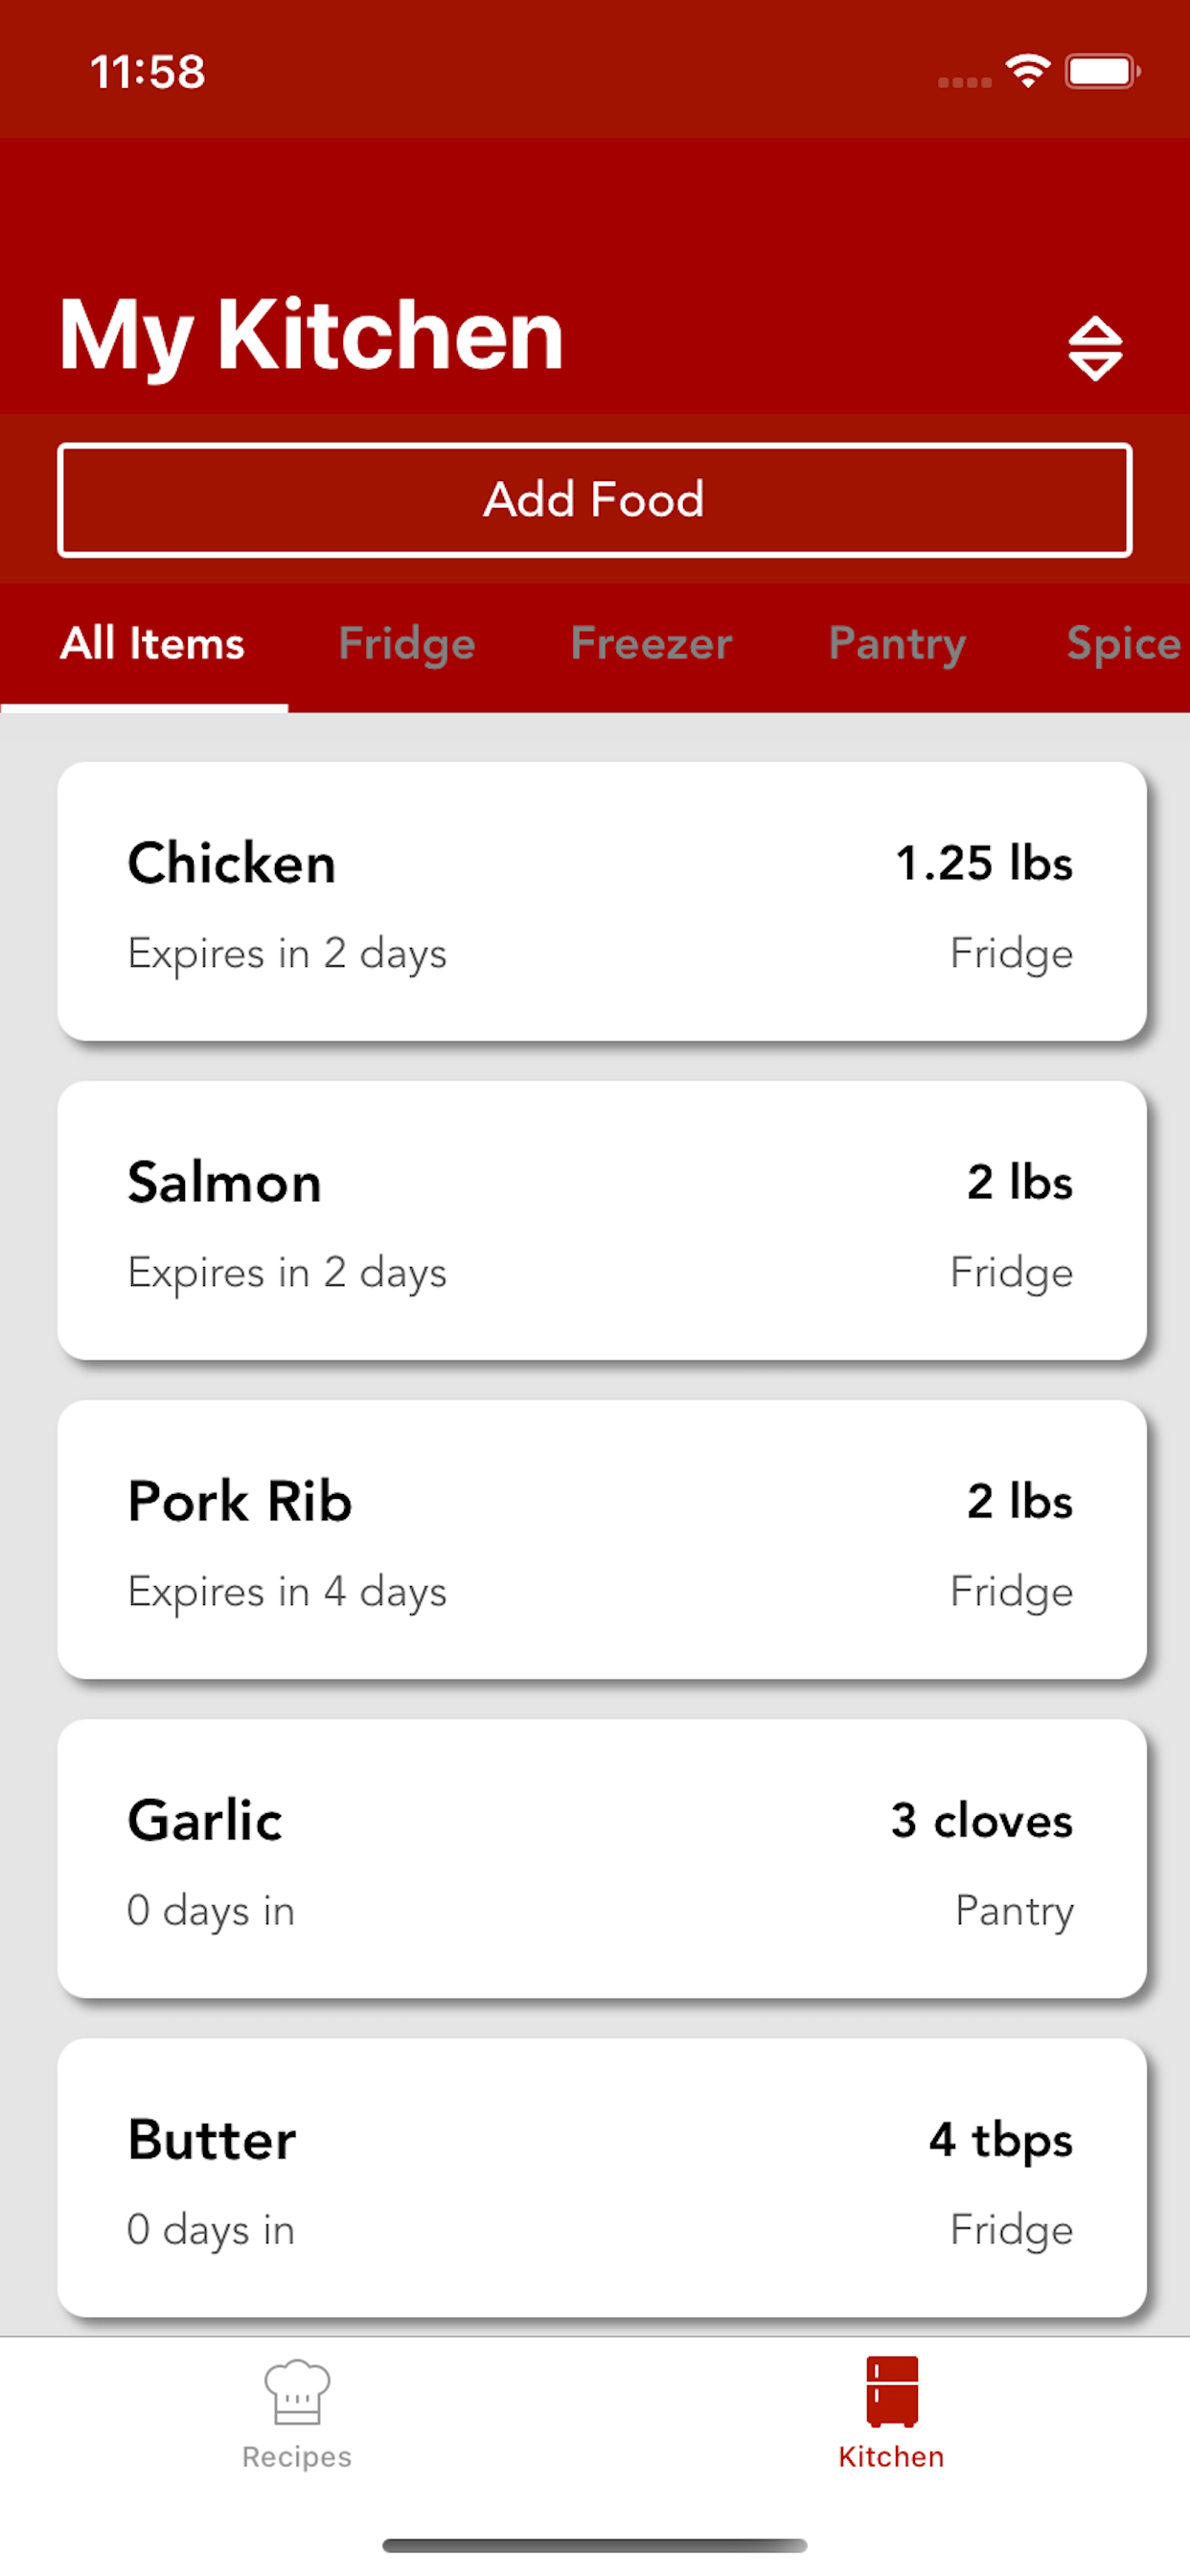 11:58
My Kitchen
Add Food
All Items Fridge Freezer Pantry Spice
Chicken 1.25 lbs
Expires in 2 days Fridge
Salmon 2 lbs
Expires in 2 days Fridge
Pork Rib 2 lbs
Expires in 4 days Fridge
Garlic 3 cloves
0 days in Pantry
Butter 4 tbps
0 days in Fridge
Recipes Kitchen